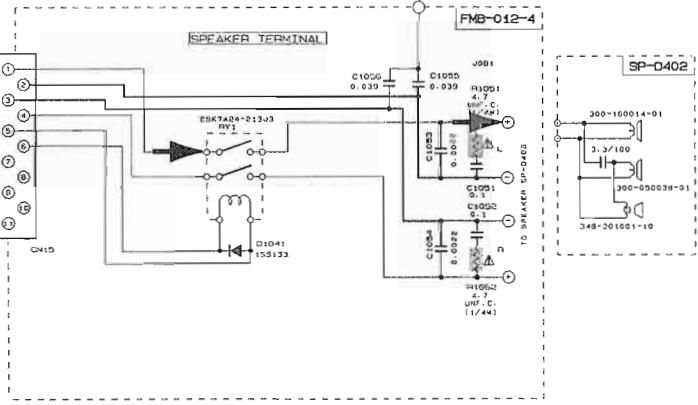 FMB-012-4
SPEAKER TERMINAL
SP-0402
J981
C1056
0.039
C1055
0.039
R1051
4.7
UNF.C.
(1/4W)
1
2
3
4
5
6
7
8
9
10
11
ESK7A24-213J3
RY1
C1053
0.0022
L
C1051
0.1
C1052
0.1
C1054
0.0022
R
R1052
4.7
UNF.C.
(1/4W)
D1041
1SS133
CN15
TO SPEAKER SP-0402
300-160014-01
3.3/100
300-050038-01
348-201001-10